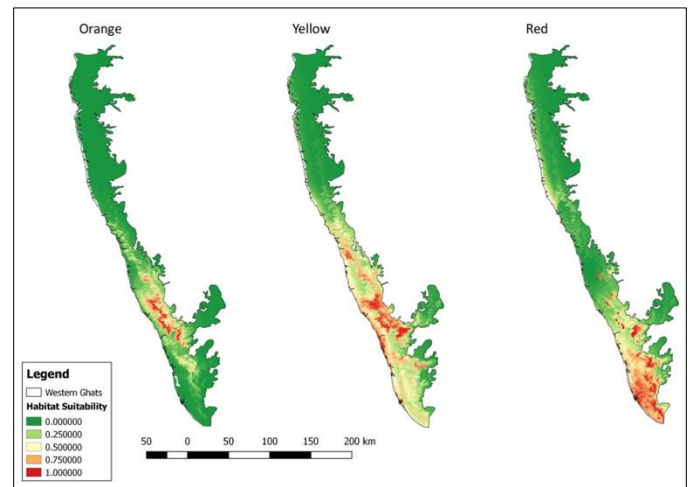 Orange
Yellow
Red
Legend
Western Ghats
Habitat Suitability
0.000000
0.250000
0.500000
0.750000
1.000000
50 0 50 100 150 200 km